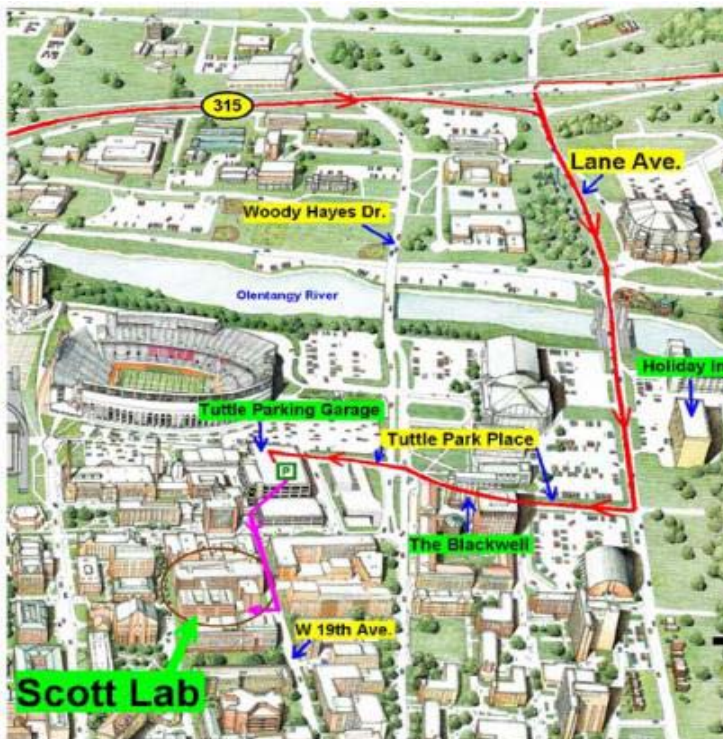 315
Lane Ave.
Woody Hayes Dr.
Olentangy River
Holiday In
Tuttle Parking Garage
Tuttle Park Place
P
The Blackwell
W 19th Ave.
Scott Lab